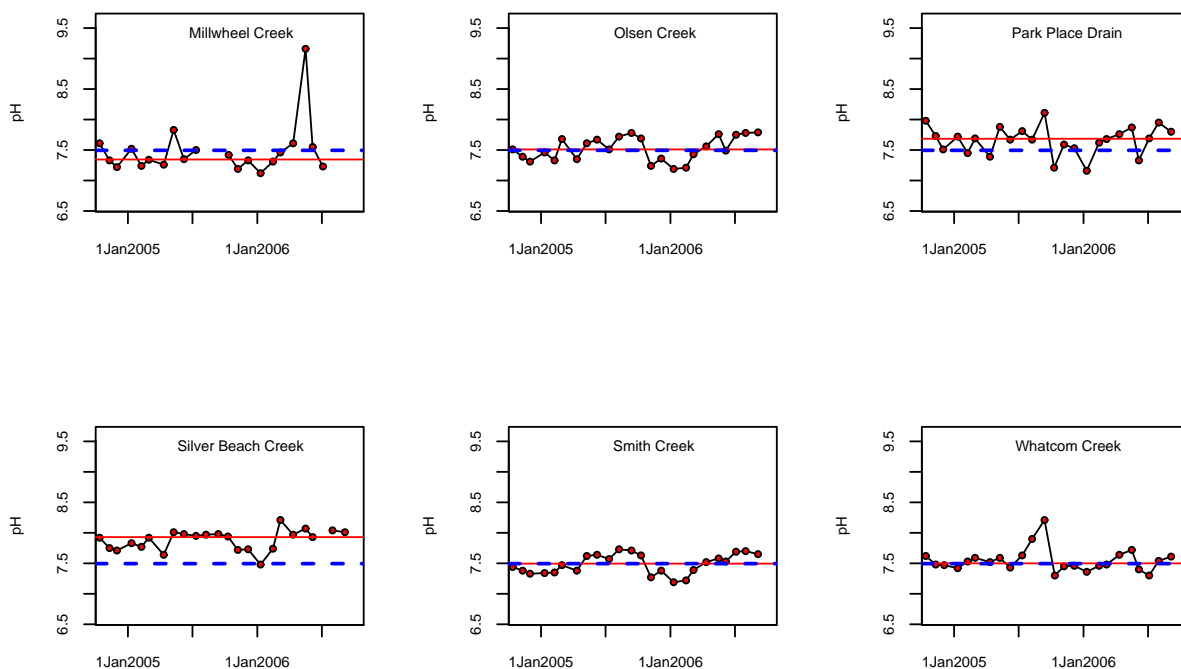 Millwheel Creek
pH
9.5
8.5
7.5
6.5
1Jan2005 1Jan2006
Olsen Creek
pH
9.5
8.5
7.5
6.5
1Jan2005 1Jan2006
Park Place Drain
pH
9.5
8.5
7.5
6.5
1Jan2005 1Jan2006
Silver Beach Creek
pH
9.5
8.5
7.5
6.5
1Jan2005 1Jan2006
Smith Creek
pH
9.5
8.5
7.5
6.5
1Jan2005 1Jan2006
Whatcom Creek
pH
9.5
8.5
7.5
6.5
1Jan2005 1Jan2006